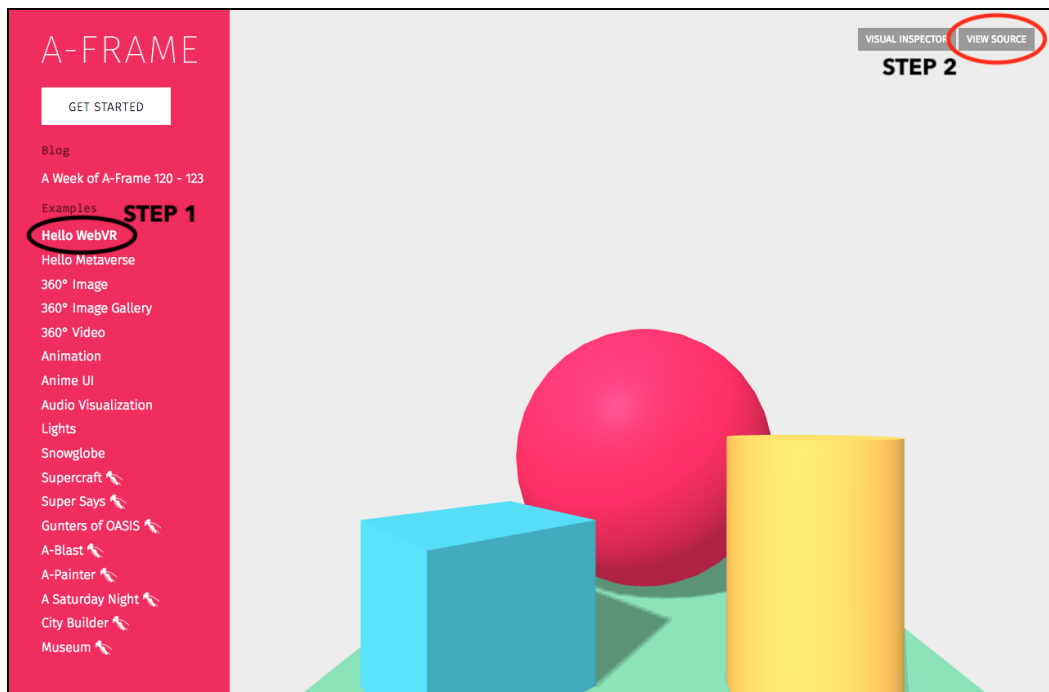 A-FRAME
GET STARTED
Blog
A Week of A-Frame 120 - 123
Examples
STEP 1
Hello WebVR
Hello Metaverse
360° Image
360° Image Gallery
360° Video
Animation
Anime UI
Audio Visualization
Lights
Snowglobe
Supercraft
Super Says
Gunters of OASIS
A-Blast
A-Painter
A Saturday Night
City Builder
Museum
VISUAL INSPECTOR
VIEW SOURCE
STEP 2